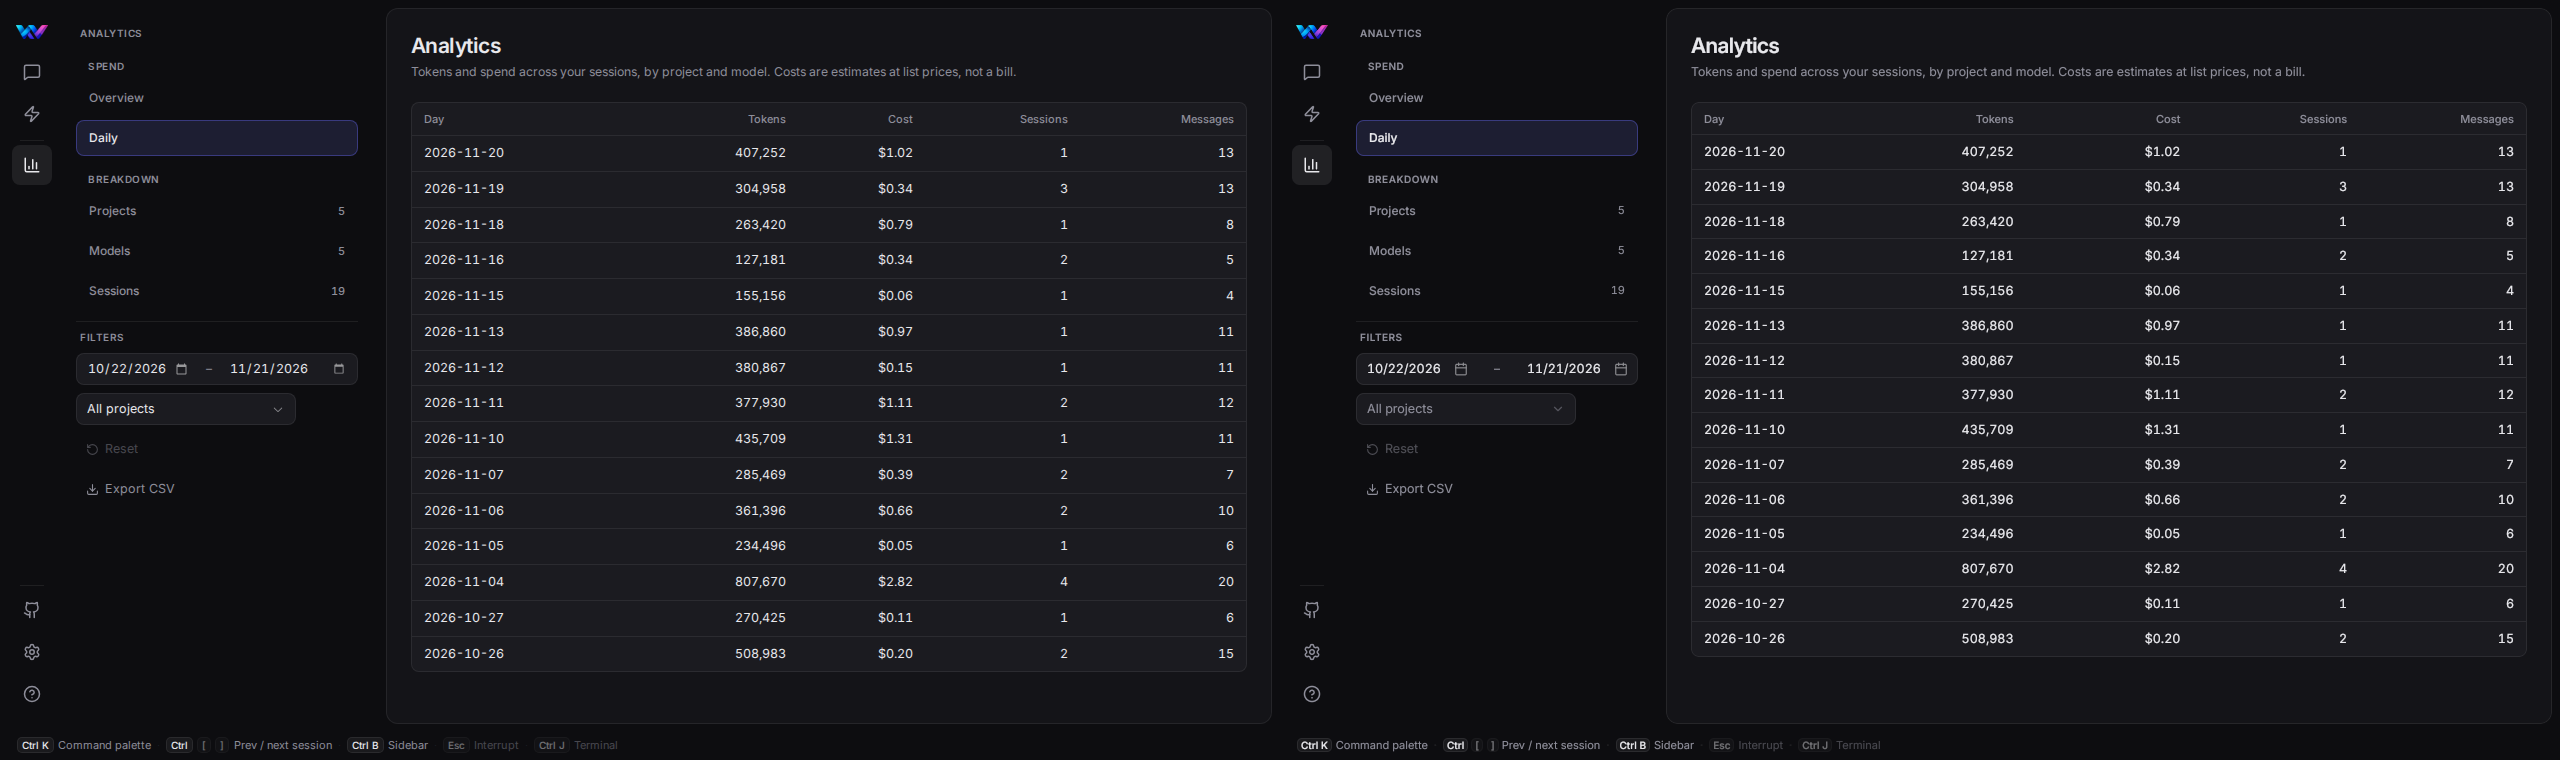 ANALYTICS
SPEND
Overview
Daily
BREAKDOWN
Projects 5
Models 5
Sessions 19
FILTERS
10/22/2026 – 11/21/2026
All projects
Reset
Export CSV
Analytics
Tokens and spend across your sessions, by project and model. Costs are estimates at list prices, not a bill.
Day Tokens Cost Sessions Messages
2026-11-20 407,252 $1.02 1 13
2026-11-19 304,958 $0.34 3 13
2026-11-18 263,420 $0.79 1 8
2026-11-16 127,181 $0.34 2 5
2026-11-15 155,156 $0.06 1 4
2026-11-13 386,860 $0.97 1 11
2026-11-12 380,867 $0.15 1 11
2026-11-11 377,930 $1.11 2 12
2026-11-10 435,709 $1.31 1 11
2026-11-07 285,469 $0.39 2 7
2026-11-06 361,396 $0.66 2 10
2026-11-05 234,496 $0.05 1 6
2026-11-04 807,670 $2.82 4 20
2026-10-27 270,425 $0.11 1 6
2026-10-26 508,983 $0.20 2 15
Ctrl K Command palette Ctrl [ ] Prev / next session Ctrl B Sidebar Esc Interrupt Ctrl J Terminal
ANALYTICS
SPEND
Overview
Daily
BREAKDOWN
Projects 5
Models 5
Sessions 19
FILTERS
10/22/2026 – 11/21/2026
All projects
Reset
Export CSV
Analytics
Tokens and spend across your sessions, by project and model. Costs are estimates at list prices, not a bill.
Day Tokens Cost Sessions Messages
2026-11-20 407,252 $1.02 1 13
2026-11-19 304,958 $0.34 3 13
2026-11-18 263,420 $0.79 1 8
2026-11-16 127,181 $0.34 2 5
2026-11-15 155,156 $0.06 1 4
2026-11-13 386,860 $0.97 1 11
2026-11-12 380,867 $0.15 1 11
2026-11-11 377,930 $1.11 2 12
2026-11-10 435,709 $1.31 1 11
2026-11-07 285,469 $0.39 2 7
2026-11-06 361,396 $0.66 2 10
2026-11-05 234,496 $0.05 1 6
2026-11-04 807,670 $2.82 4 20
2026-10-27 270,425 $0.11 1 6
2026-10-26 508,983 $0.20 2 15
Ctrl K Command palette · Ctrl [ ] Prev / next session · Ctrl B Sidebar · Esc Interrupt · Ctrl J Terminal